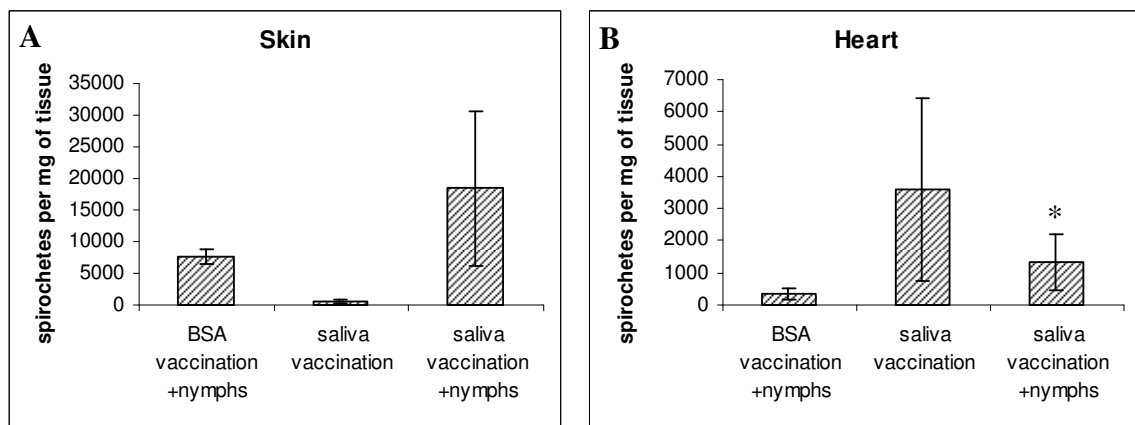 A
Skin
spirochetes per mg of tissue
35000
30000
25000
20000
15000
10000
5000
0
BSA
vaccination
+nymphs
saliva
vaccination
saliva
vaccination
+nymphs
B
Heart
spirochetes per mg of tissue
7000
6000
5000
4000
3000
2000
1000
0
*
BSA
vaccination
+nymphs
saliva
vaccination
saliva
vaccination
+nymphs